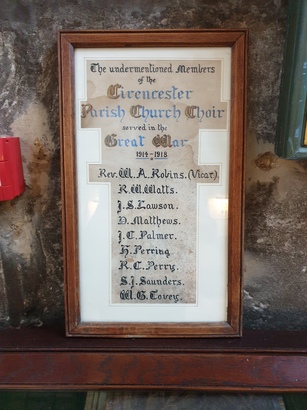 The undermentioned Members
of the
Cirencester
Parish Church Choir
served in the
Great War
1914-1918
Rev. W. A. Robins. (Vicar).
R. W. Watts.
J. S. Lawson.
D. Matthews.
J. C. Palmer.
H. Perring
R. C. Perry.
S. J. Saunders.
W. G. Tovey.